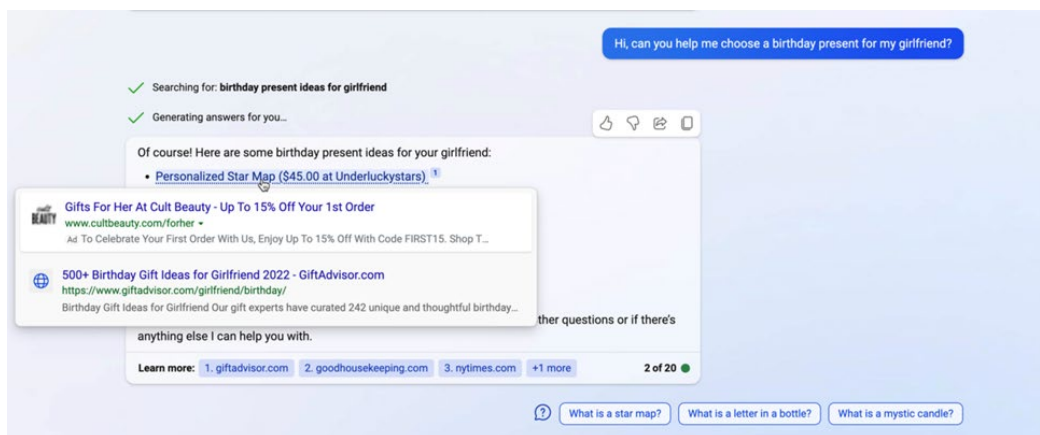 Hi, can you help me choose a birthday present for my girlfriend?
Searching for: birthday present ideas for girlfriend
Generating answers for you...
Of course! Here are some birthday present ideas for your girlfriend:
• Personalized Star Map ($45.00 at Underluckystars) 1
BEAUTY
Gifts For Her At Cult Beauty - Up To 15% Off Your 1st Order
www.cultbeauty.com/forher
Ad To Celebrate Your First Order With Us, Enjoy Up To 15% Off With Code FIRST15. Shop T...
500+ Birthday Gift Ideas for Girlfriend 2022 - GiftAdvisor.com
https://www.giftadvisor.com/girlfriend/birthday/
Birthday Gift Ideas for Girlfriend Our gift experts have curated 242 unique and thoughtful birthday...
ther questions or if there's
anything else I can help you with.
Learn more: 1. giftadvisor.com 2. goodhousekeeping.com 3. nytimes.com +1 more 2 of 20
What is a star map? What is a letter in a bottle? What is a mystic candle?